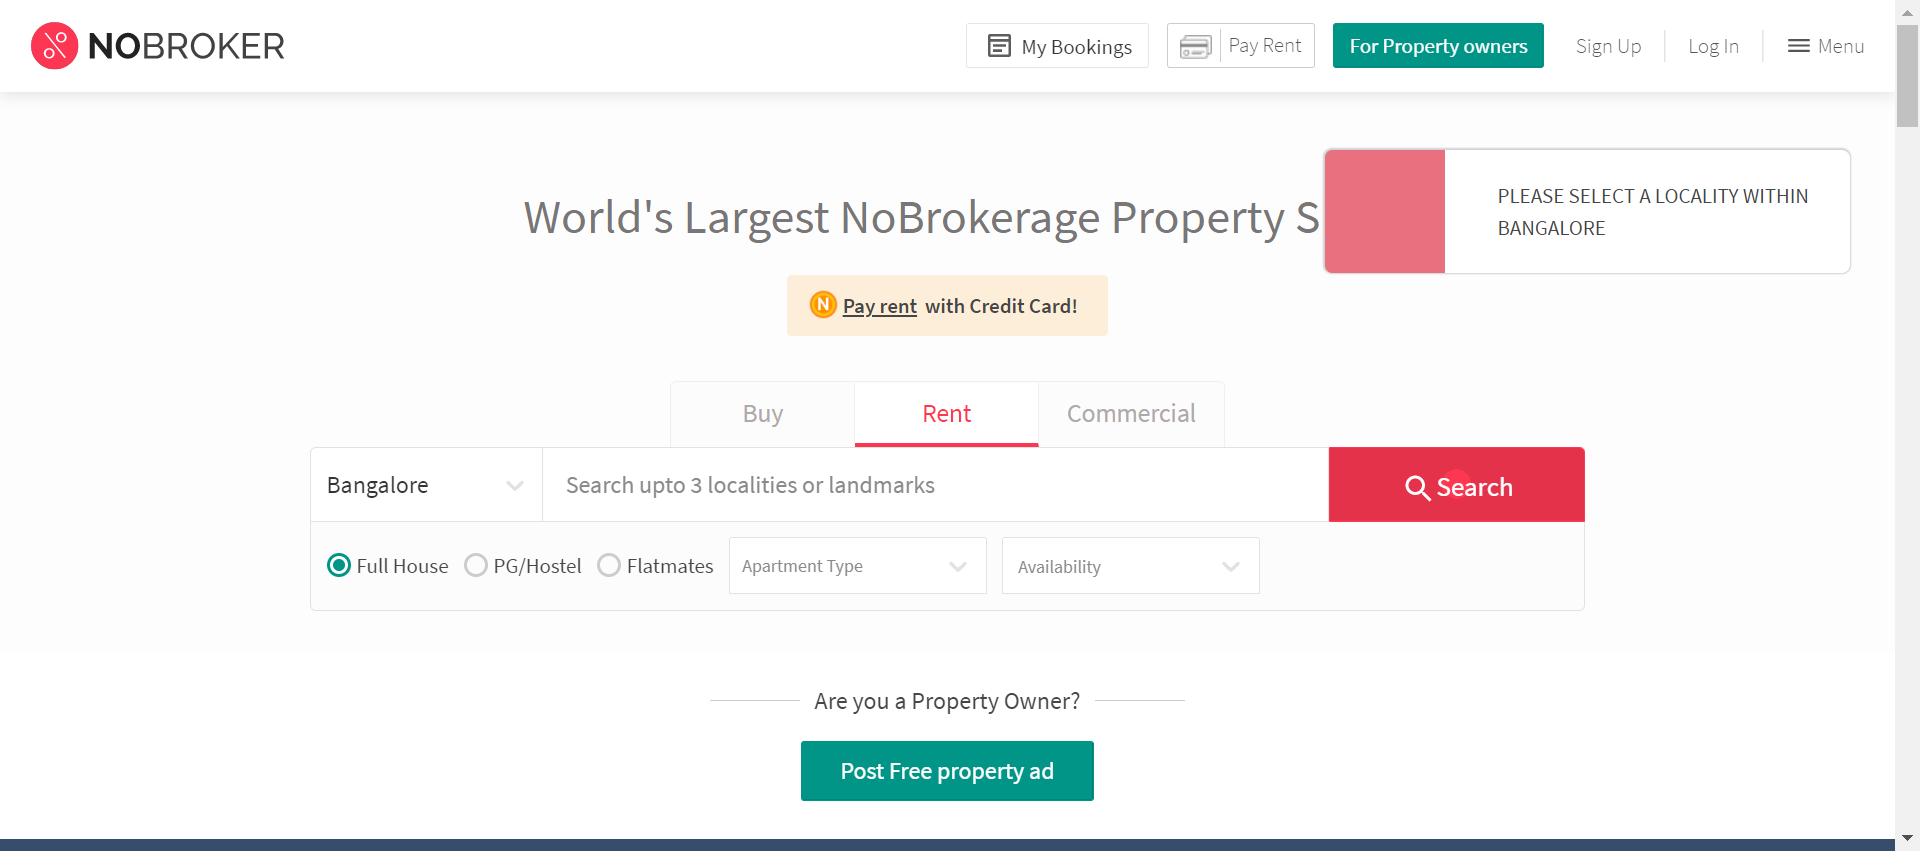 NOBROKER
My Bookings
Pay Rent
For Property owners
Sign Up
Log In
Menu
World's Largest NoBrokerage Property S
PLEASE SELECT A LOCALITY WITHIN
BANGALORE
N Pay rent with Credit Card!
Buy
Rent
Commercial
Bangalore
Search upto 3 localities or landmarks
Search
Full House
PG/Hostel
Flatmates
Apartment Type
Availability
Are you a Property Owner?
Post Free property ad